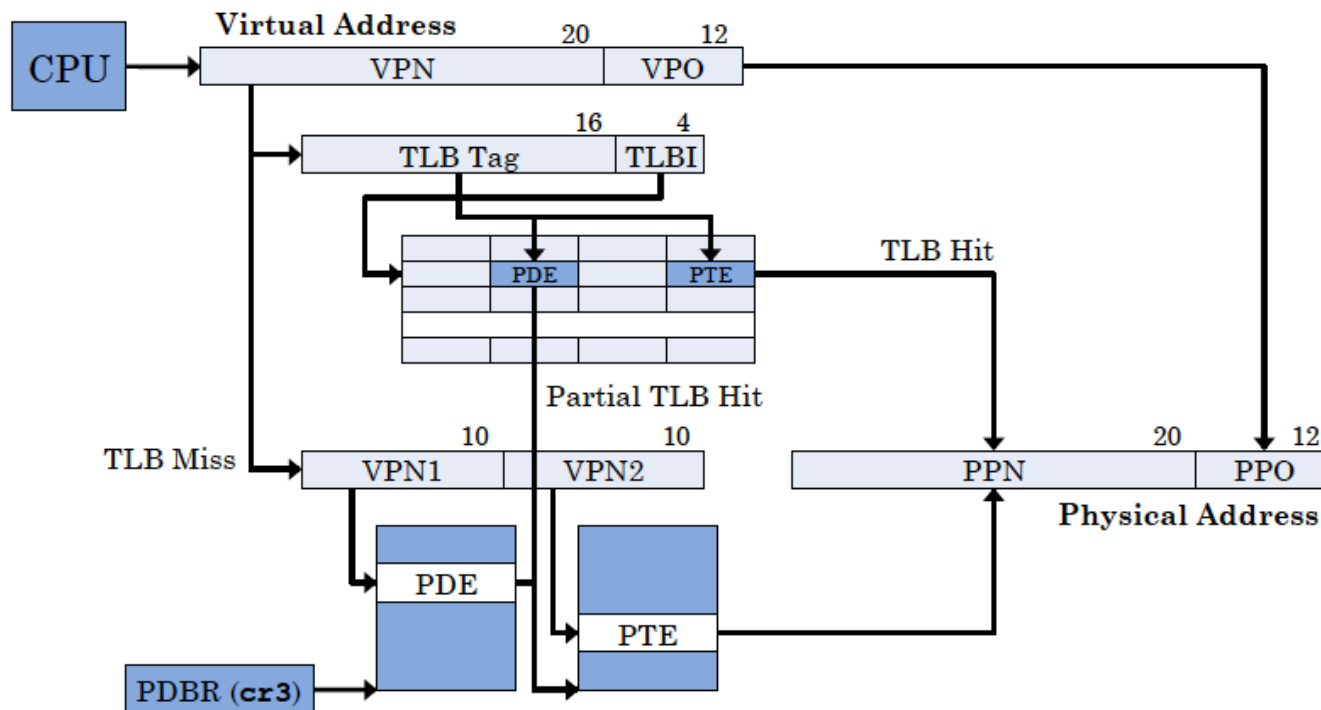 Virtual Address
20
12
CPU
VPN
VPO
16
4
TLB Tag
TLBI
TLB Hit
PDE
PTE
Partial TLB Hit
10
10
20
12
TLB Miss
VPN1
VPN2
PPN
PPO
Physical Address
PDE
PTE
PDBR (cr3)